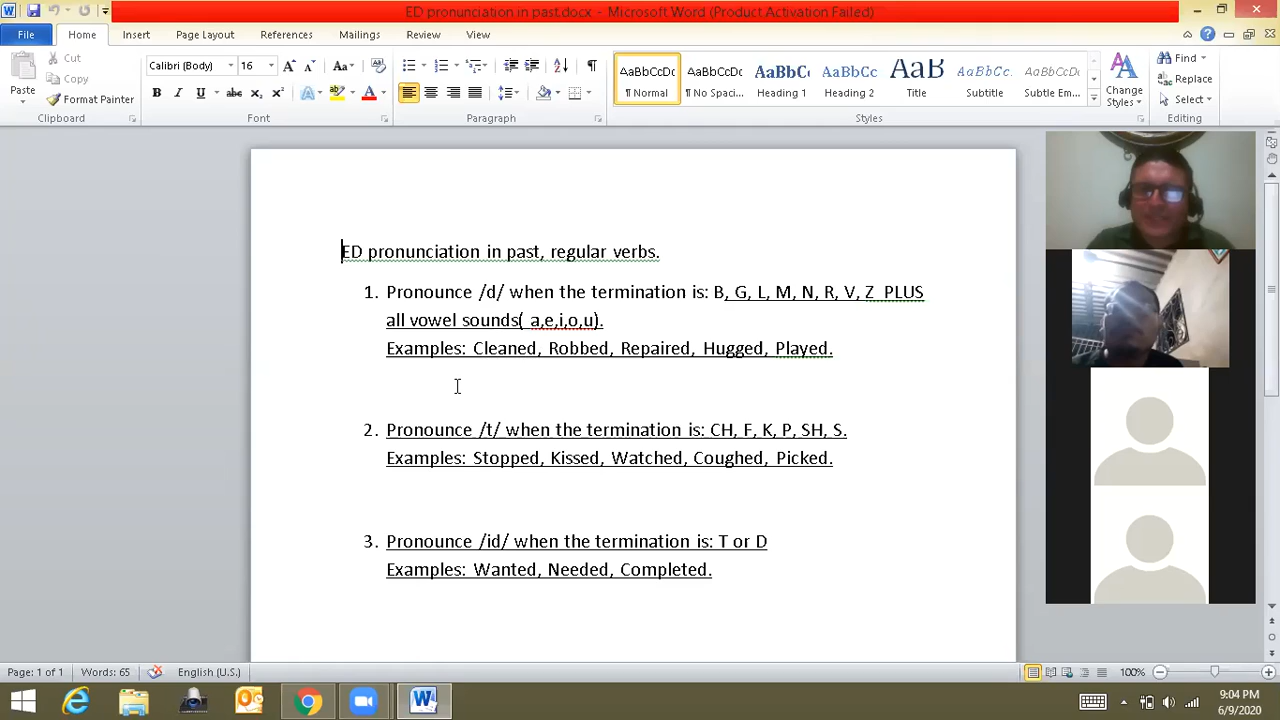 ED pronunciation in past.docx - Microsoft Word (Product Activation Failed)
File Home Insert Page Layout References Mailings Review View
Paste
Cut
Copy
Format Painter
Clipboard
Calibri (Body) 16
Font
Paragraph
AaBbCcDc AaBbCcDc AaBbCc AaBbCc AaB AaBbCcDc AaBbCcDc
¶ Normal ¶ No Spaci... Heading 1 Heading 2 Title Subtitle Subtle Em...
Change
Styles
Styles
Find
Replace
Select
Editing
ED pronunciation in past, regular verbs.
1. Pronounce /d/ when the termination is: B, G, L, M, N, R, V, Z PLUS
all vowel sounds( a,e,i,o,u).
Examples: Cleaned, Robbed, Repaired, Hugged, Played.
2. Pronounce /t/ when the termination is: CH, F, K, P, SH, S.
Examples: Stopped, Kissed, Watched, Coughed, Picked.
3. Pronounce /id/ when the termination is: T or D
Examples: Wanted, Needed, Completed.
Page: 1 of 1 Words: 65 English (U.S.) 100%
9:04 PM
6/9/2020